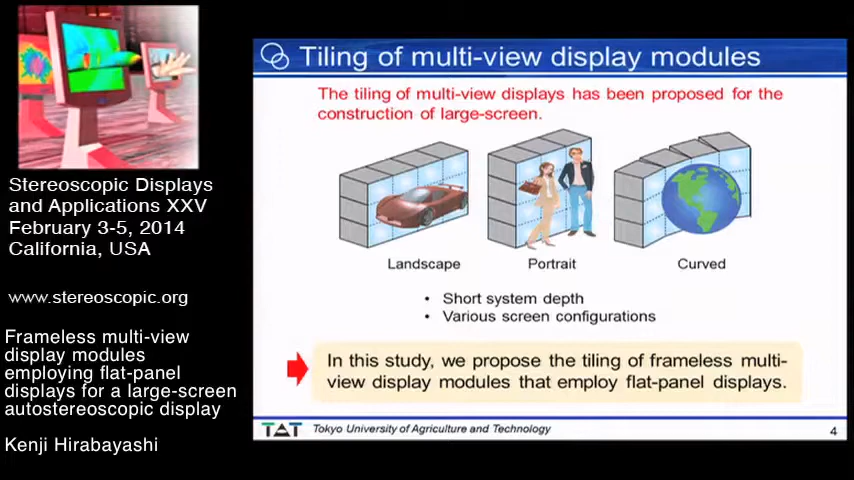 Stereoscopic Displays
and Applications XXV
February 3-5, 2014
California, USA
www.stereoscopic.org
Frameless multi-view
display modules
employing flat-panel
displays for a large-screen
autostereoscopic display
Kenji Hirabayashi
Tiling of multi-view display modules
The tiling of multi-view displays has been proposed for the
construction of large-screen.
Landscape
Portrait
Curved
• Short system depth
• Various screen configurations
In this study, we propose the tiling of frameless multi-
view display modules that employ flat-panel displays.
TAT Tokyo University of Agriculture and Technology
4